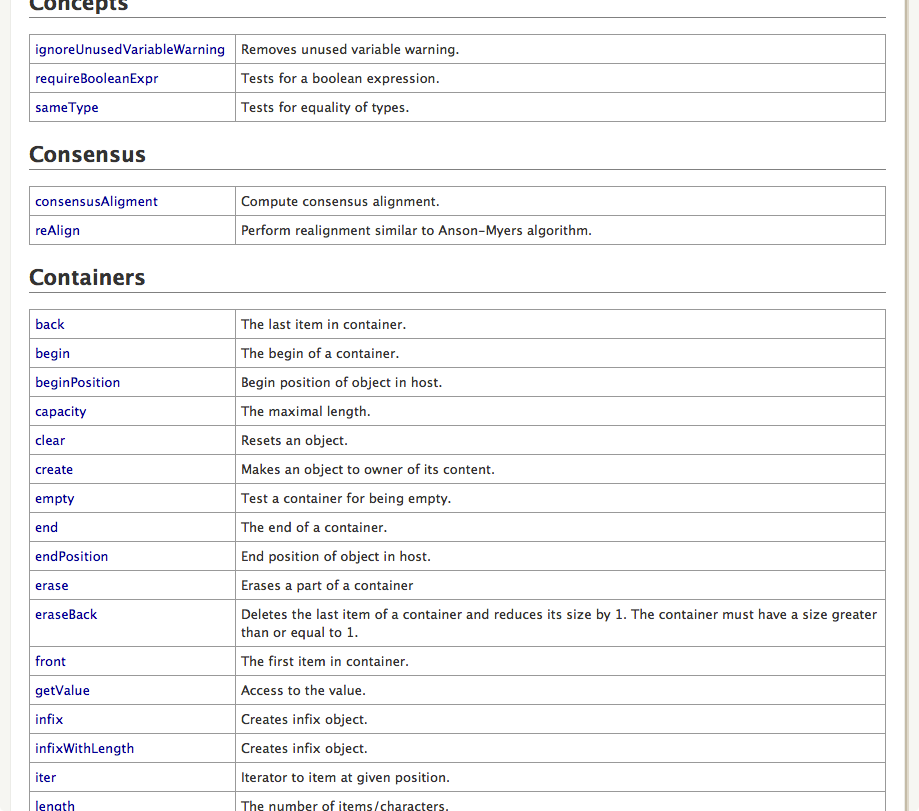 Concepts
ignoreUnusedVariableWarning Removes unused variable warning.
requireBooleanExpr Tests for a boolean expression.
sameType Tests for equality of types.
Consensus
consensusAligment Compute consensus alignment.
reAlign Perform realignment similar to Anson-Myers algorithm.
Containers
back The last item in container.
begin The begin of a container.
beginPosition Begin position of object in host.
capacity The maximal length.
clear Resets an object.
create Makes an object to owner of its content.
empty Test a container for being empty.
end The end of a container.
endPosition End position of object in host.
erase Erases a part of a container
eraseBack Deletes the last item of a container and reduces its size by 1. The container must have a size greater
than or equal to 1.
front The first item in container.
getValue Access to the value.
infix Creates infix object.
infixWithLength Creates infix object.
iter Iterator to item at given position.
length The number of items/characters.